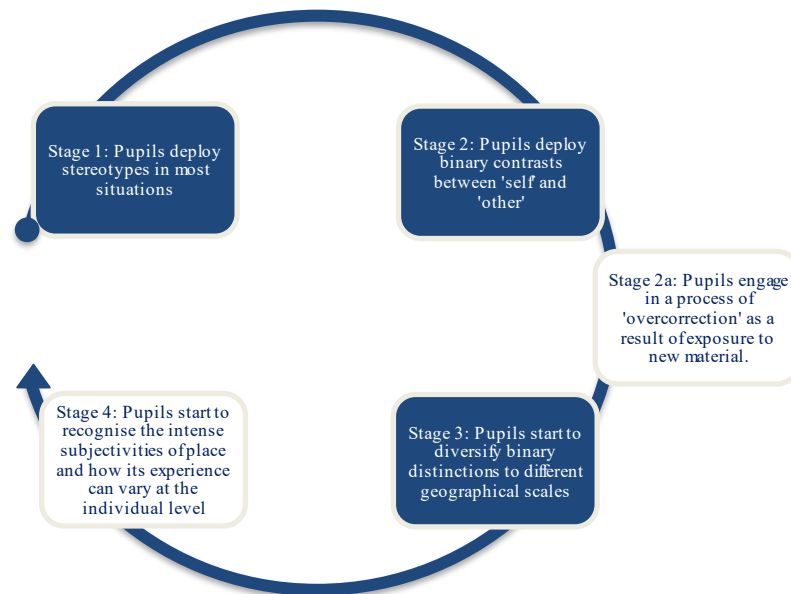 Stage 1: Pupils deploy
stereotypes in most
situations
Stage 2: Pupils deploy
binary contrasts
between 'self' and
'other'
Stage 2a: Pupils engage
in a process of
'overcorrection' as a
result of exposure to
new material.
Stage 3: Pupils start to
diversify binary
distinctions to different
geographical scales
Stage 4: Pupils start to
recognise the intense
subjectivities of place
and how its experience
can vary at the
individual level